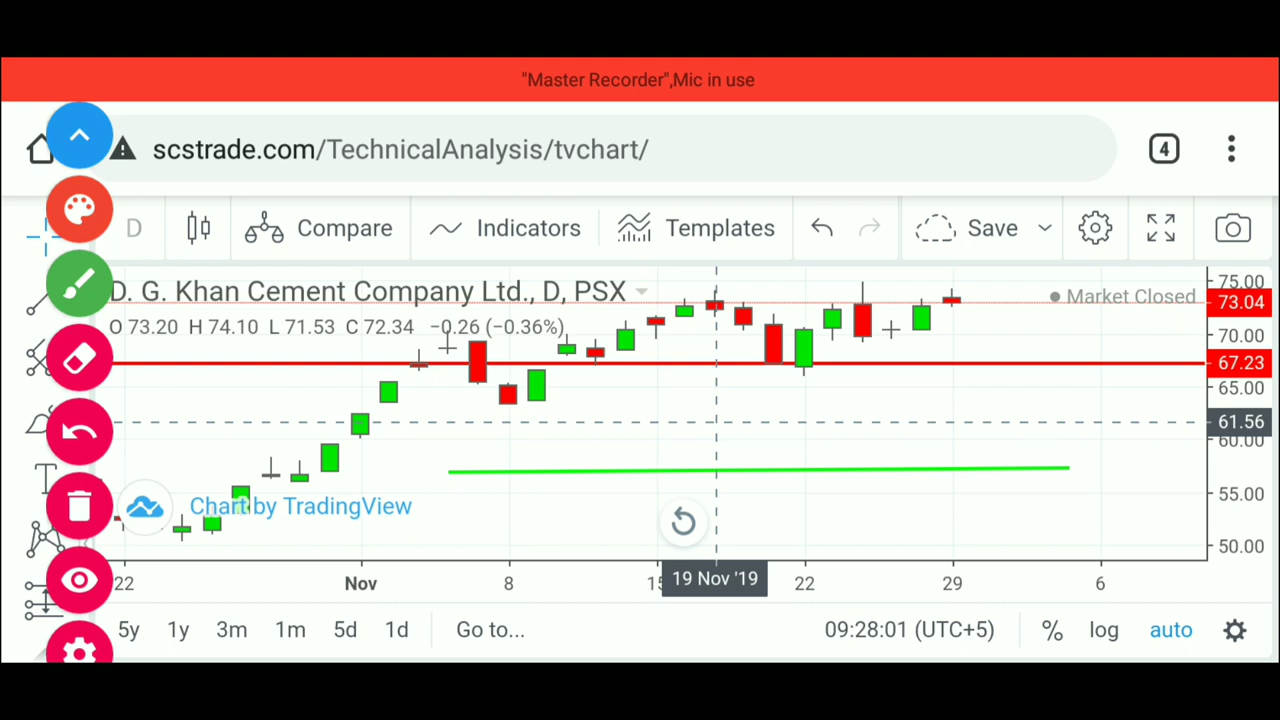 "Master Recorder",Mic in use
scstrade.com/TechnicalAnalysis/tvchart/
4
D
Compare
Indicators
Templates
Save
D. G. Khan Cement Company Ltd., D, PSX
Market Closed
O 73.20 H 74.10 L 71.53 C 72.34 −0.26 (−0.36%)
75.00
73.04
70.00
67.23
65.00
61.56
60.00
55.00
50.00
Chart by TradingView
22
Nov
8
15
19 Nov '19
22
29
6
5y 1y 3m 1m 5d 1d
Go to...
09:28:01 (UTC+5)
%
log
auto